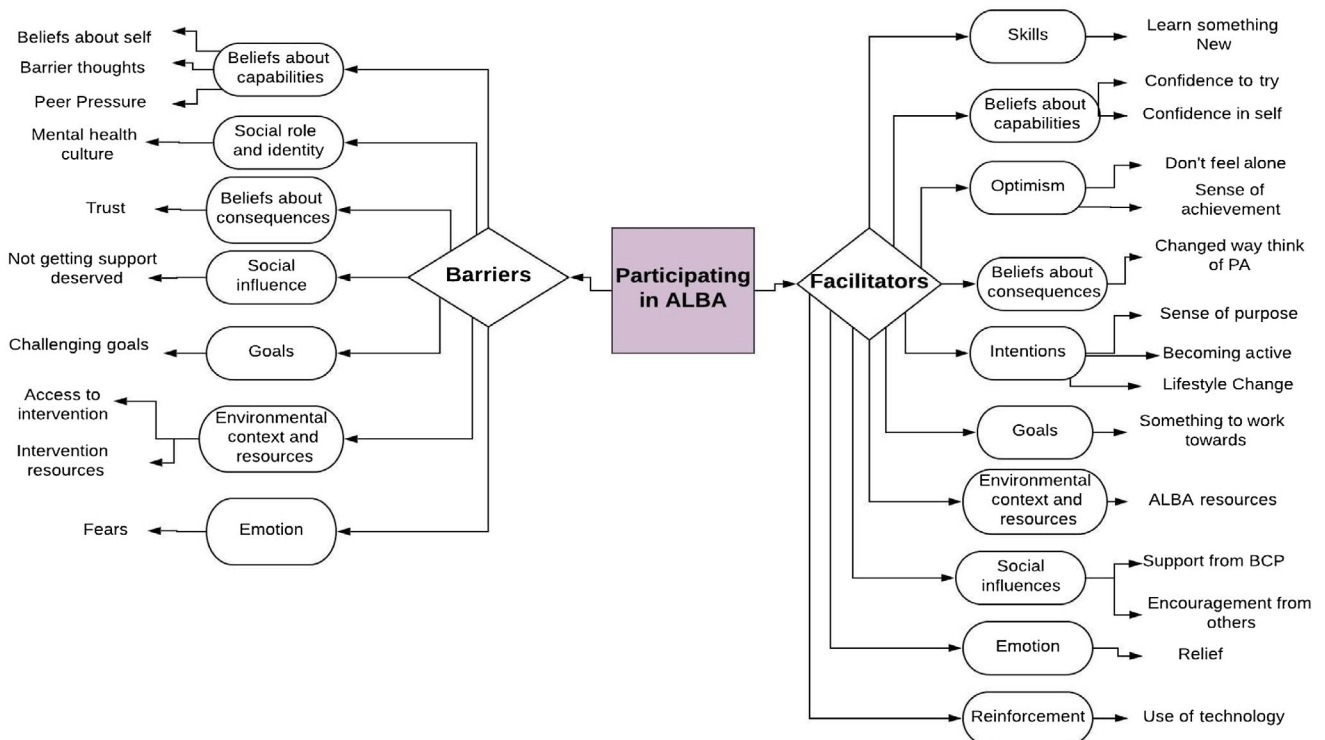 Beliefs about self
Barrier thoughts
Peer Pressure
Beliefs about
capabilities
Mental health
culture
Social role
and identity
Trust
Beliefs about
consequences
Not getting support
deserved
Social
influence
Challenging goals
Goals
Access to
intervention
Intervention
resources
Environmental
context and
resources
Fears
Emotion
Barriers
Participating
in ALBA
Facilitators
Skills
Learn something
New
Beliefs about
capabilities
Confidence to try
Confidence in self
Optimism
Don't feel alone
Sense of
achievement
Beliefs about
consequences
Changed way think
of PA
Intentions
Sense of purpose
Becoming active
Lifestyle Change
Goals
Something to work
towards
Environmental
context and
resources
ALBA resources
Social
influences
Support from BCP
Encouragement from
others
Emotion
Relief
Reinforcement
Use of technology